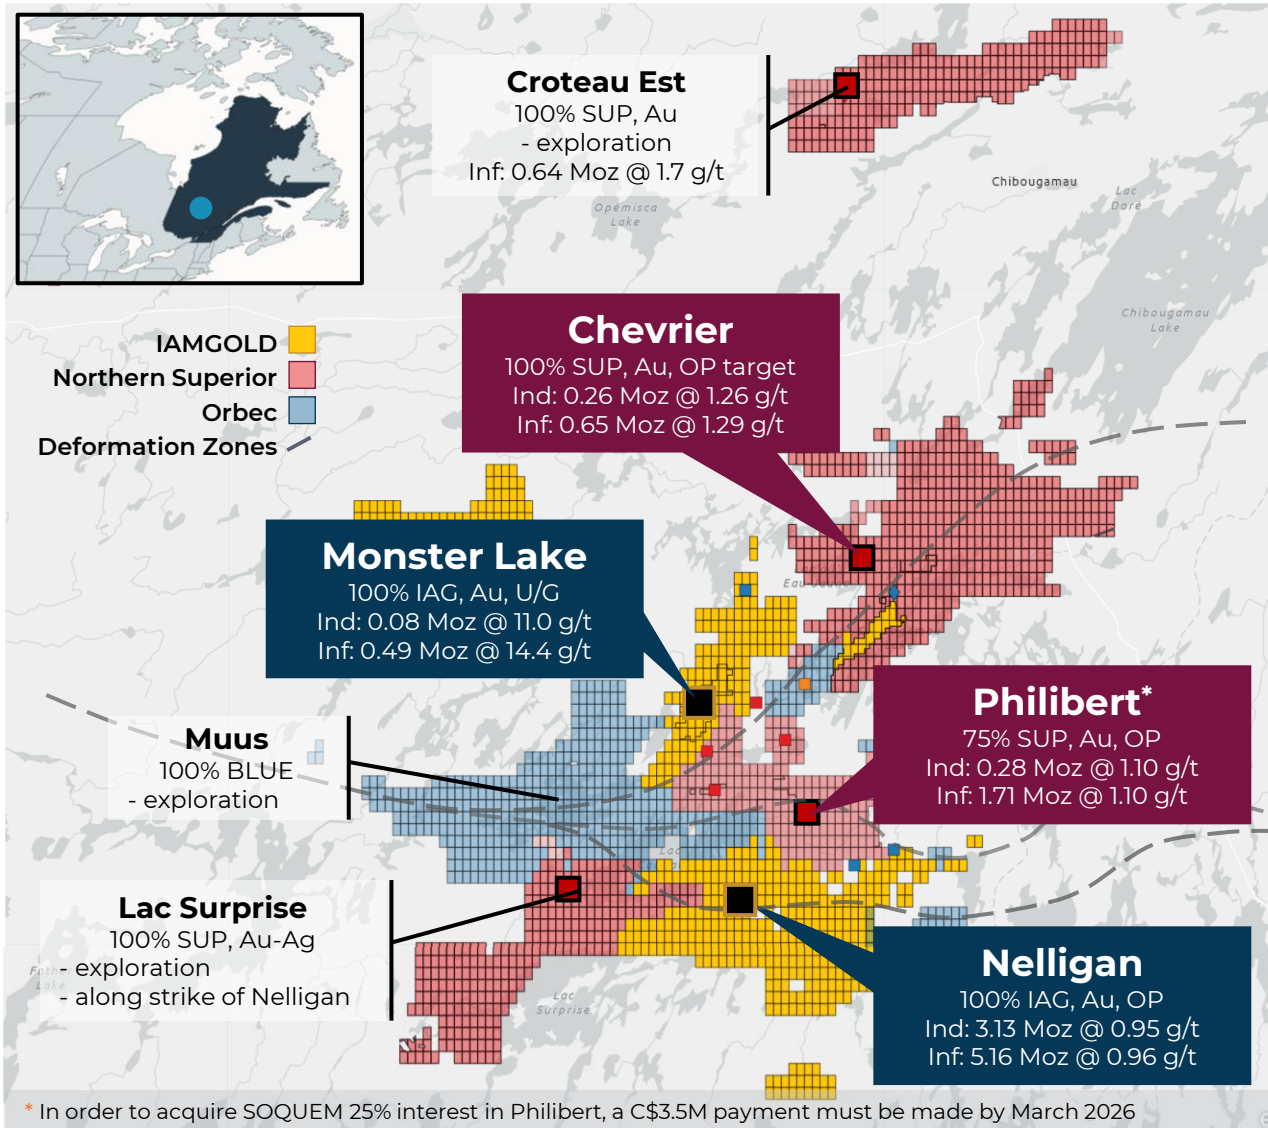 Croteau Est
100% SUP, Au
- exploration
Inf: 0.64 Moz @ 1.7 g/t
Chibougamau
Lac
Doré
Opémisca
Lake
Chibougamau
Lake
IAMGOLD
Northern Superior
Orbec
Deformation Zones
Chevrier
100% SUP, Au, OP target
Ind: 0.26 Moz @ 1.26 g/t
Inf: 0.65 Moz @ 1.29 g/t
Monster Lake
100% IAG, Au, U/G
Ind: 0.08 Moz @ 11.0 g/t
Inf: 0.49 Moz @ 14.4 g/t
Philibert*
75% SUP, Au, OP
Ind: 0.28 Moz @ 1.10 g/t
Inf: 1.71 Moz @ 1.10 g/t
Muus
100% BLUE
- exploration
Lac
Lac Surprise
100% SUP, Au-Ag
- exploration
- along strike of Nelligan
Lake
Lac
Surprise
Nelligan
100% IAG, Au, OP
Ind: 3.13 Moz @ 0.95 g/t
Inf: 5.16 Moz @ 0.96 g/t
* In order to acquire SOQUEM 25% interest in Philibert, a C$3.5M payment must be made by March 2026